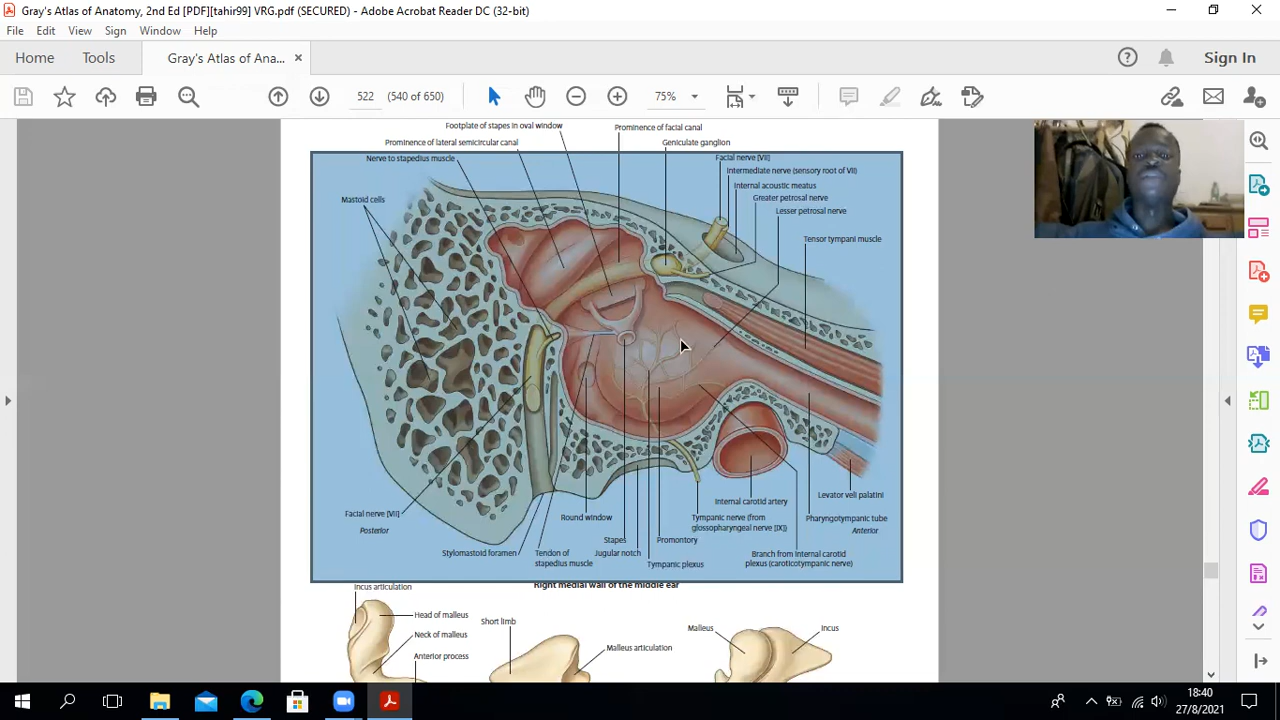 Gray's Atlas of Anatomy, 2nd Ed [PDF][tahir99] VRG.pdf (SECURED) - Adobe Acrobat Reader DC (32-bit)
File Edit View Sign Window Help
Home Tools Gray's Atlas of Ana... × Sign In
522 (540 of 650) 75%
Footplate of stapes in oval window
Prominence of facial canal
Prominence of lateral semicircular canal
Geniculate ganglion
Nerve to stapedius muscle
Facial nerve [VII]
Intermediate nerve (sensory root of VII)
Internal acoustic meatus
Greater petrosal nerve
Mastoid cells
Lesser petrosal nerve
Tensor tympani muscle
Levator veli palatini
Internal carotid artery
Facial nerve [VII]
Round window
Tympanic nerve (from
glossopharyngeal nerve [IX])
Pharyngotympanic tube
Posterior
Anterior
Stapes
Promontory
Stylomastoid foramen
Tendon of
stapedius muscle
Jugular notch
Tympanic plexus
Branch from internal carotid
plexus (caroticotympanic nerve)
Right medial wall of the middle ear
Incus articulation
Head of malleus
Short limb
Malleus
Incus
Neck of malleus
Malleus articulation
Anterior process
18:40
27/8/2021